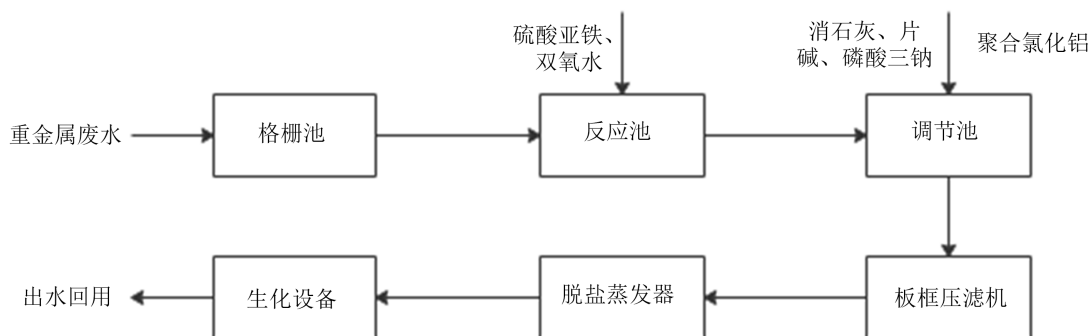 硫酸亚铁、
双氧水
消石灰、片
碱、磷酸三钠
聚合氯化铝
重金属废水
格栅池
反应池
调节池
出水回用
生化设备
脱盐蒸发器
板框压滤机